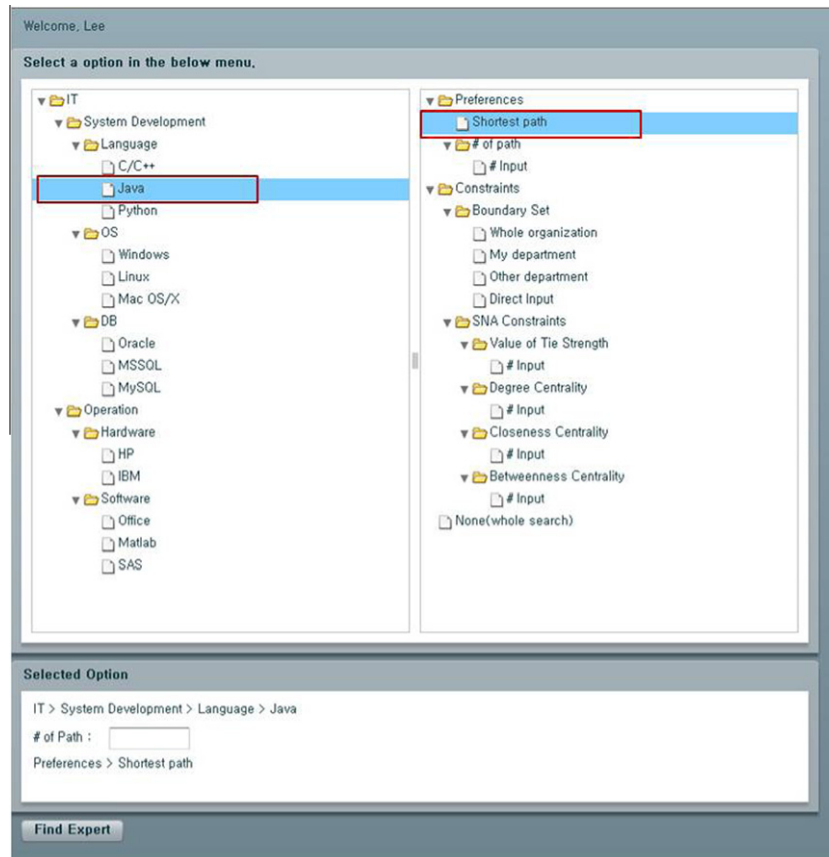 Welcome, Lee
Select a option in the below menu.
IT
System Development
Language
C/C++
Java
Python
OS
Windows
Linux
Mac OS/X
DB
Oracle
MSSQL
MySQL
Operation
Hardware
HP
IBM
Software
Office
Matlab
SAS
Preferences
Shortest path
# of path
# Input
Constraints
Boundary Set
Whole organization
My department
Other department
Direct Input
SNA Constraints
Value of Tie Strength
# Input
Degree Centrality
# Input
Closeness Centrality
# Input
Betweenness Centrality
# Input
None(whole search)
Selected Option
IT > System Development > Language > Java
# of Path :
Preferences > Shortest path
Find Expert